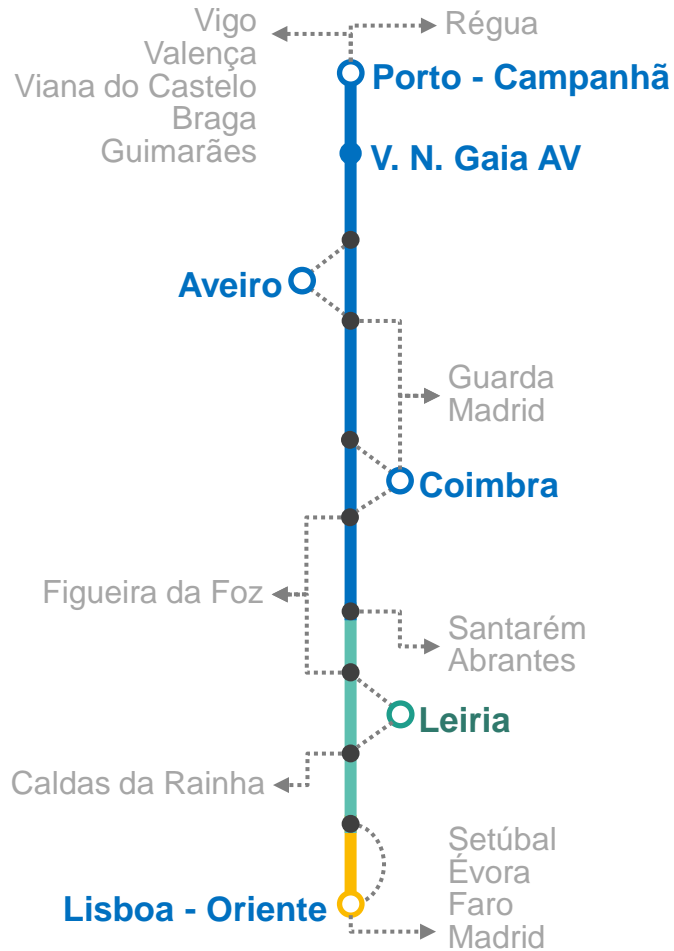 Vigo
Valença
Viana do Castelo
Braga
Guimarães
Régua
Porto - Campanhã
V. N. Gaia AV
Aveiro
Guarda
Madrid
Coimbra
Figueira da Foz
Santarém
Abrantes
Leiria
Caldas da Rainha
Setúbal
Évora
Faro
Madrid
Lisboa - Oriente